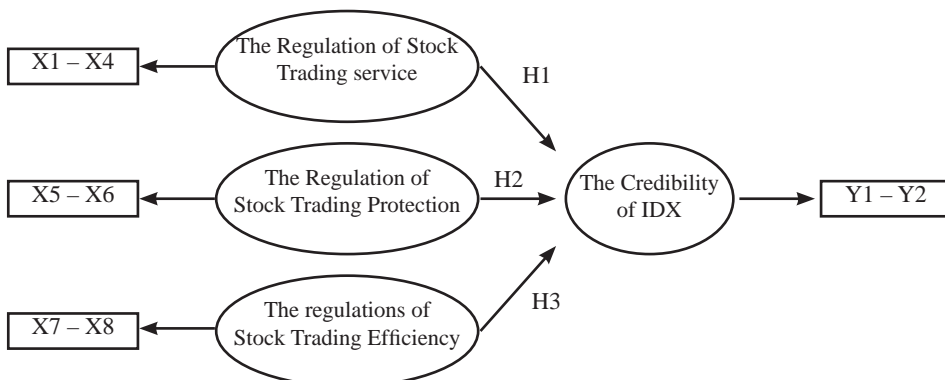 The Regulation of Stock
Trading service
X1 – X4
H1
The Regulation of
Stock Trading Protection
X5 – X6
H2
The Credibility
of IDX
Y1 – Y2
The regulations of
Stock Trading Efficiency
X7 – X8
H3